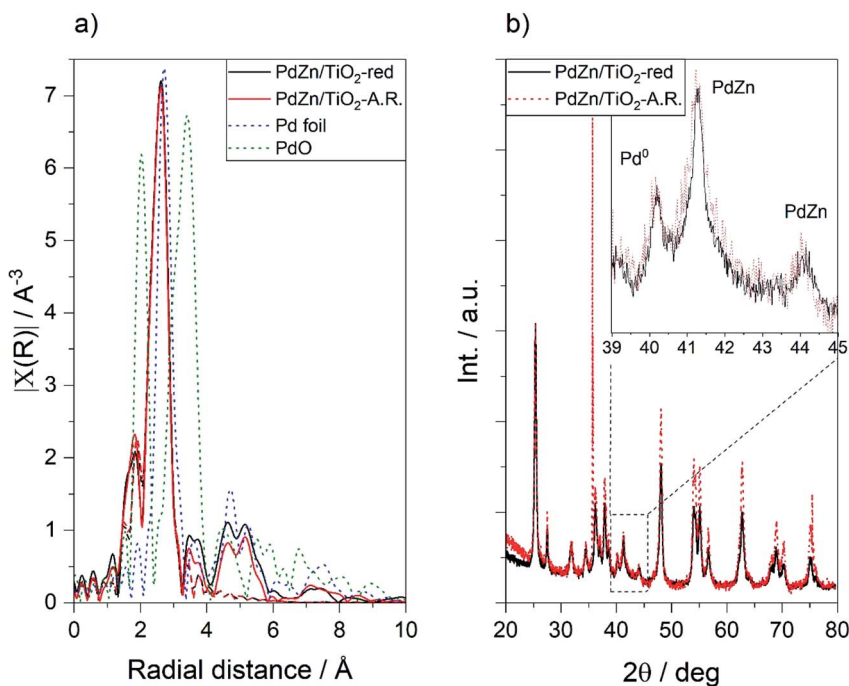 a)
PdZn/TiO₂-red
PdZn/TiO₂-A.R.
Pd foil
PdO
7
6
5
4
3
2
1
0
|X(R)| / A⁻³
0 2 4 6 8 10
Radial distance / Å
b)
PdZn/TiO₂-red
PdZn/TiO₂-A.R.
PdZn
Pd⁰
PdZn
39 40 41 42 43 44 45
Int. / a.u.
20 30 40 50 60 70 80
2θ / deg